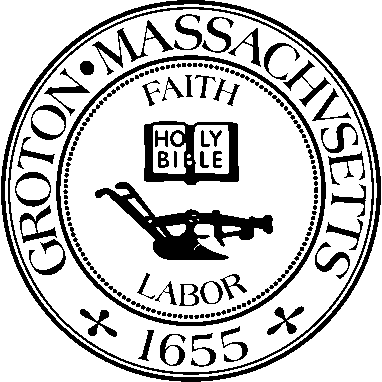 GROTON • MASSACHVSETTS
FAITH
HOLY
BIBLE
LABOR
1655